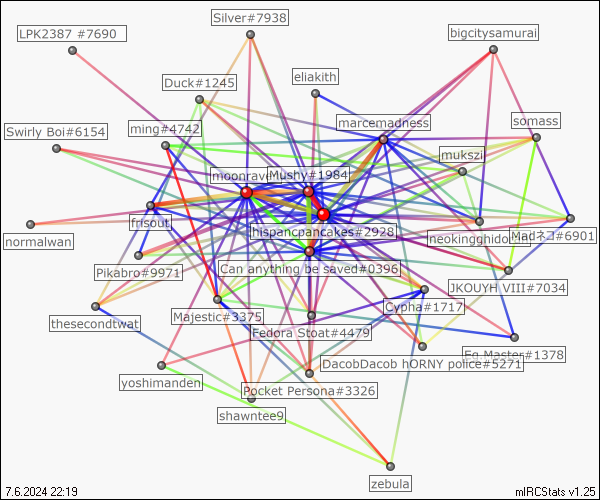 Silver#7938
LPK2387 #7690
bigcitysamurai
eliakith
Duck#1245
somass
marcemadness
ming#4742
Swirly Boi#6154
mukszi
Mushy#1984
frisout
hispancpancakes#2928
normalwan
Madネコ#6901
Can anything be saved#0396
Pikabro#9971
JKOUYH VIII#7034
Cypha#1717
Majestic#3375
thesecondtwat
Fedora Stoat#4479
Eg.Master#1378
DacobDacob hORNY police#5271
yoshimanden
Pocket Persona#3326
shawntee9
zebula
7.6.2024 22:19
mIRCStats v1.25